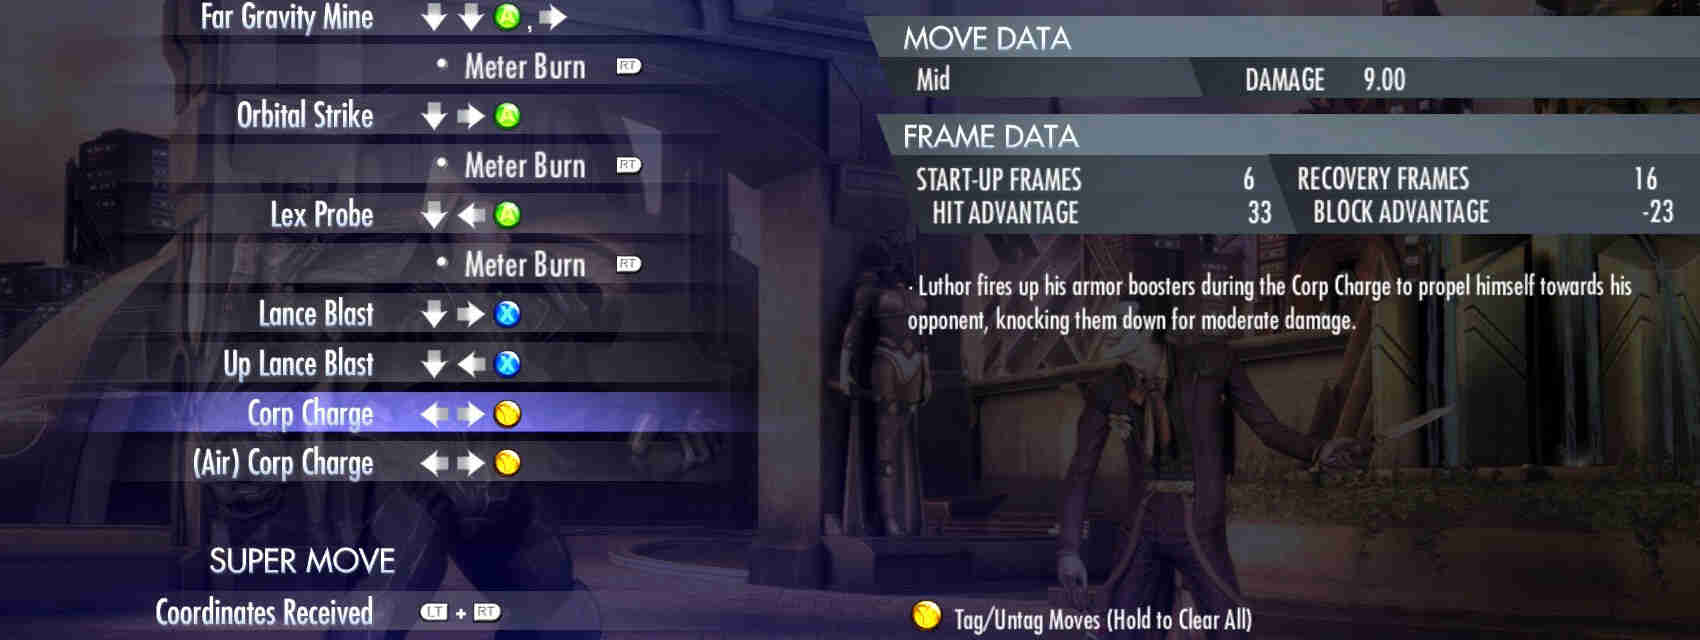 Far Gravity Mine A ,
• Meter Burn RT
Orbital Strike A
• Meter Burn RT
Lex Probe A
• Meter Burn RT
Lance Blast X
Up Lance Blast X
Corp Charge Y
(Air) Corp Charge Y
SUPER MOVE
Coordinates Received LT + RT
MOVE DATA
Mid DAMAGE 9.00
FRAME DATA
START-UP FRAMES 6 RECOVERY FRAMES 16
HIT ADVANTAGE 33 BLOCK ADVANTAGE -23
· Luthor fires up his armor boosters during the Corp Charge to propel himself towards his
opponent, knocking them down for moderate damage.
Y Tag/Untag Moves (Hold to Clear All)